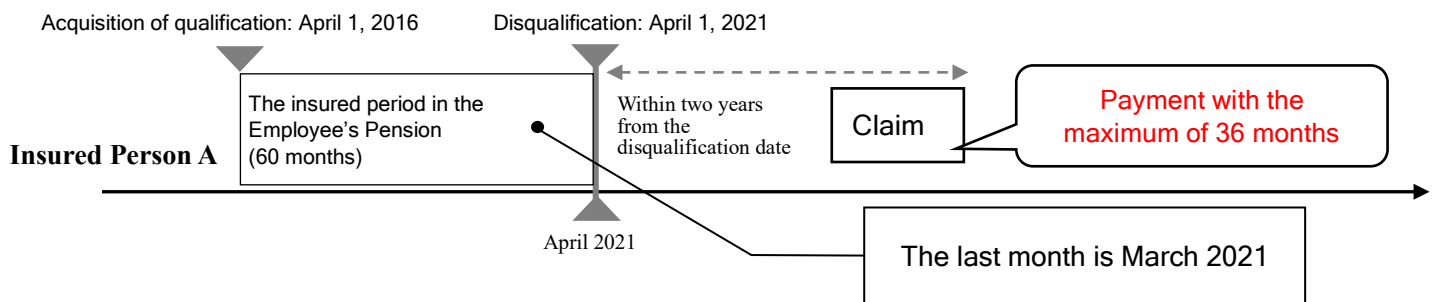 Acquisition of qualification: April 1, 2016
Disqualification: April 1, 2021
The insured period in the
Employee's Pension
(60 months)
Within two years
from the
disqualification date
Claim
Payment with the
maximum of 36 months
Insured Person A
April 2021
The last month is March 2021